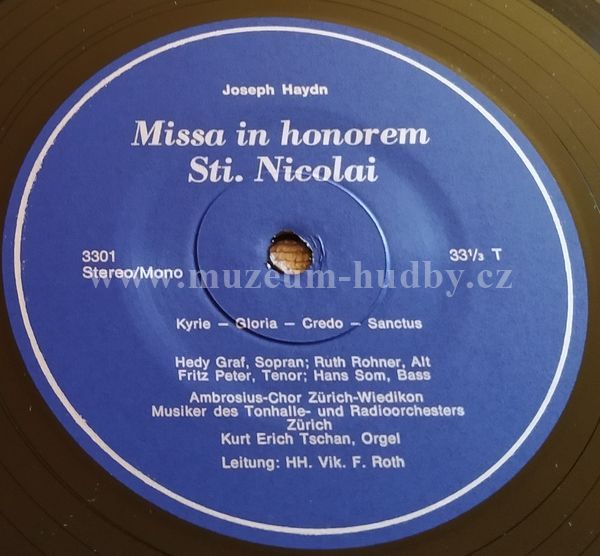 Joseph Haydn
Missa in honorem
Sti. Nicolai
3301
Stereo/Mono
33⅓ T
www.muzeum-hudby.cz
Kyrie – Gloria – Credo – Sanctus
Hedy Graf, Sopran; Ruth Rohner, Alt
Fritz Peter, Tenor; Hans Som, Bass
Ambrosius-Chor Zürich-Wiedikon
Musiker des Tonhalle- und Radioorchesters
Zürich
Kurt Erich Tschan, Orgel
Leitung: HH. Vik. F. Roth